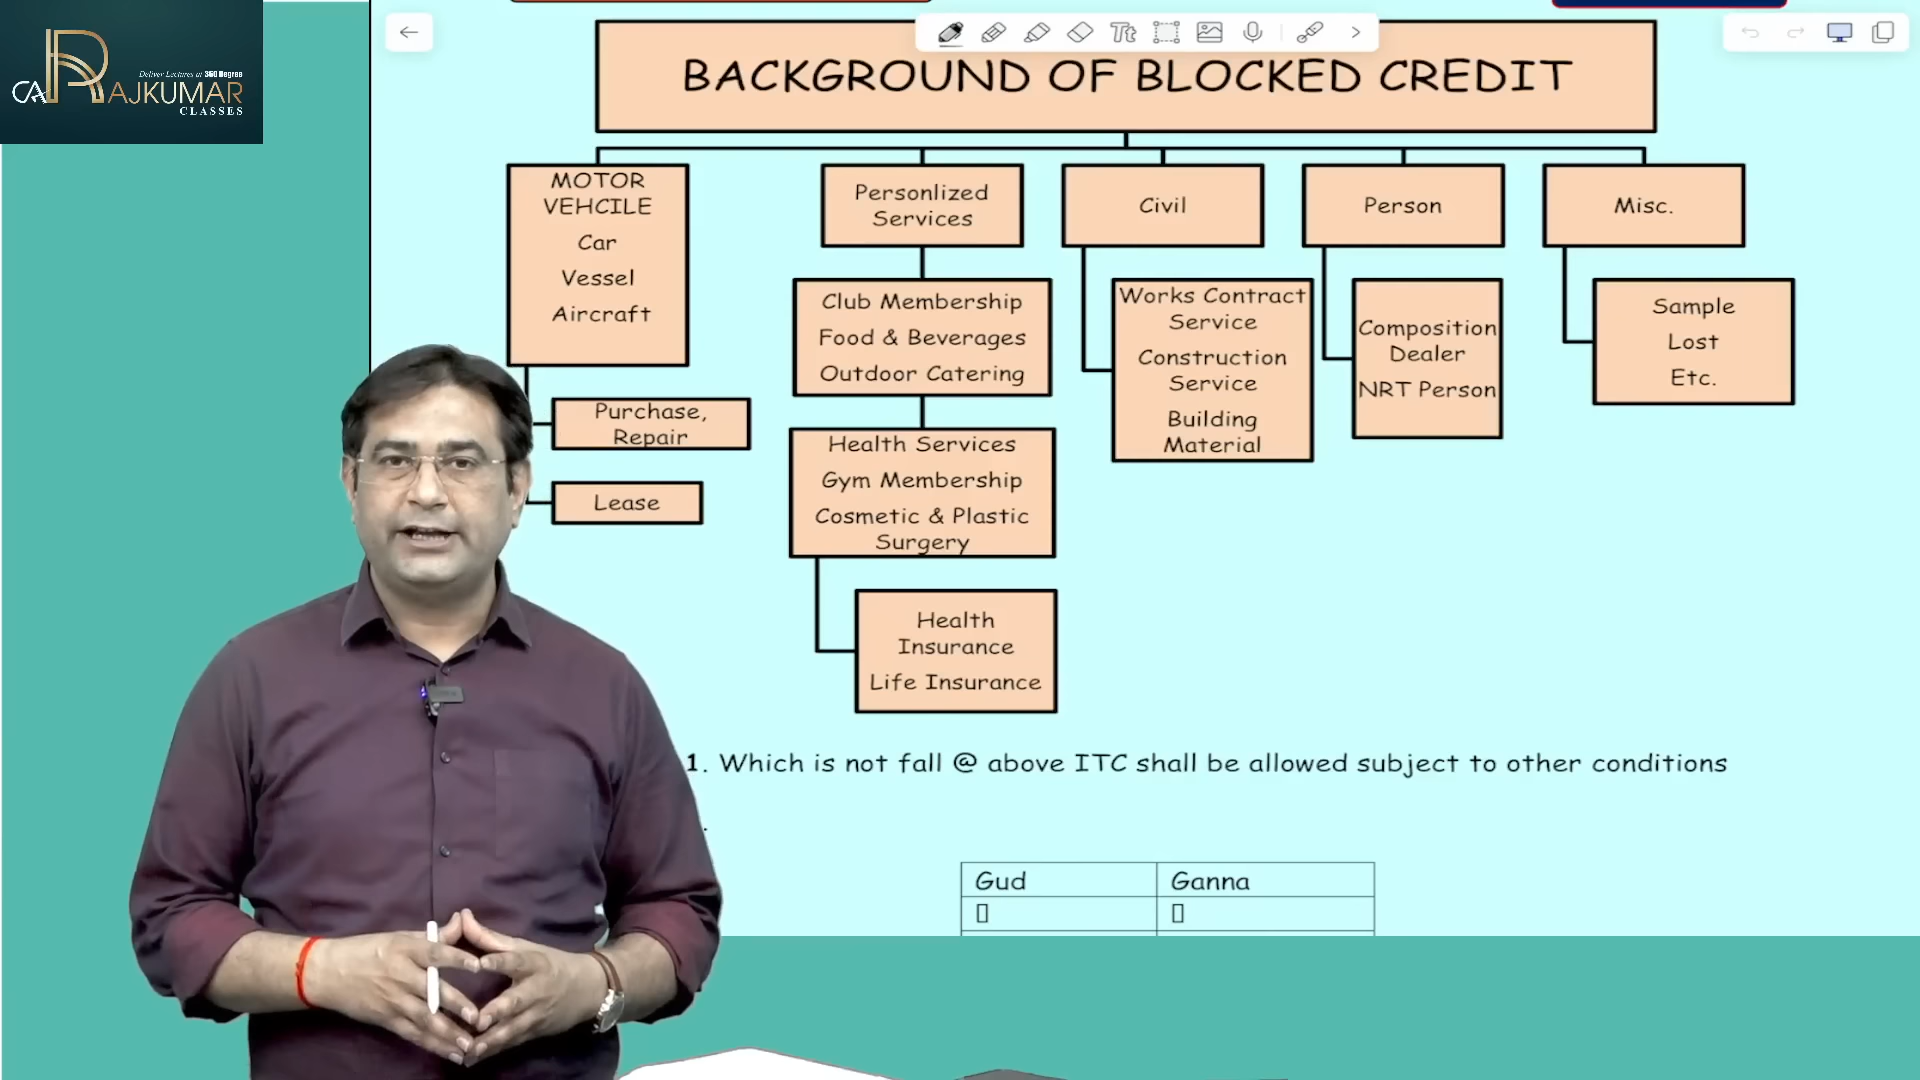 Deliver Lectures at 360 Degree
CA RAJKUMAR
CLASSES
Tt
BACKGROUND OF BLOCKED CREDIT
MOTOR
VEHCILE
Car
Vessel
Aircraft
Purchase,
Repair
Lease
Personlized
Services
Club Membership
Food & Beverages
Outdoor Catering
Health Services
Gym Membership
Cosmetic & Plastic
Surgery
Health
Insurance
Life Insurance
Civil
Works Contract
Service
Construction
Service
Building
Material
Person
Composition
Dealer
NRT Person
Misc.
Sample
Lost
Etc.
1. Which is not fall @ above ITC shall be allowed subject to other conditions
Gud Ganna